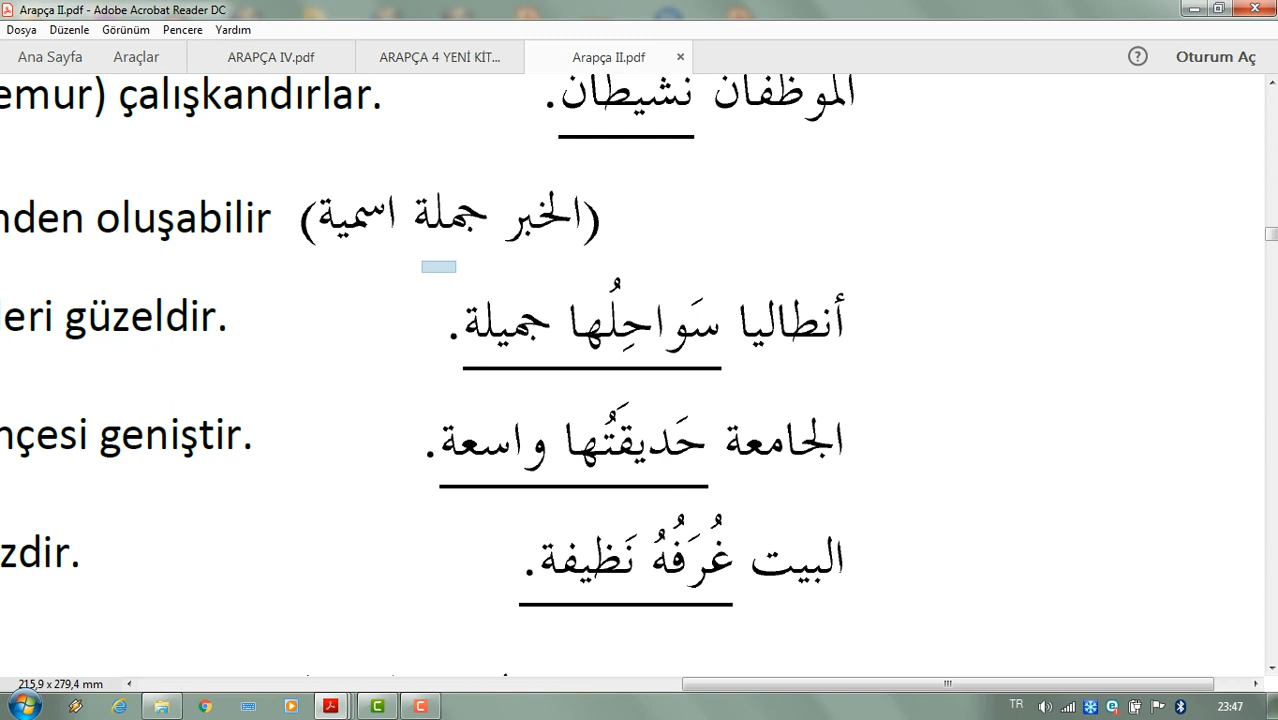 Arapça II.pdf - Adobe Acrobat Reader DC
Dosya Düzenle Görünüm Pencere Yardım
Ana Sayfa Araçlar ARAPÇA IV.pdf ARAPÇA 4 YENİ KİT... Arapça II.pdf × ? Oturum Aç
emur) çalışkandırlar. الموظفان نشيطان.
nden oluşabilir (الخبر جملة اسمية)
leri güzeldir. أنطاليا سَواحِلُها جميلة.
hçesi geniştir. الجامعة حَديقَتُها واسعة.
zdir. البيت غُرَفُهُ نَظيفة.
215,9 x 279,4 mm
TR 23:47